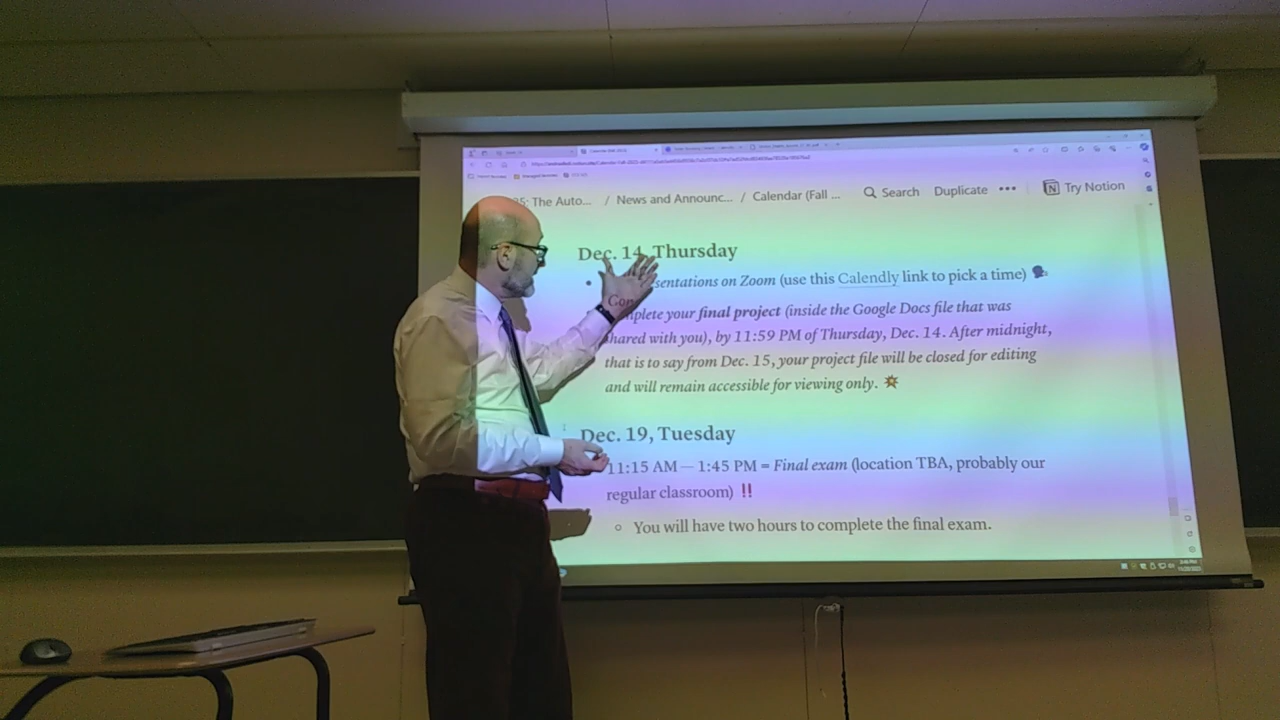 5: The Auto... / News and Announc... / Calendar (Fall ... Search Duplicate ••• Try Notion
Dec. 14, Thursday
sentations on Zoom (use this Calendly link to pick a time)
Complete your final project (inside the Google Docs file that was
shared with you), by 11:59 PM of Thursday, Dec. 14. After midnight,
that is to say from Dec. 15, your project file will be closed for editing
and will remain accessible for viewing only.
Dec. 19, Tuesday
11:15 AM — 1:45 PM = Final exam (location TBA, probably our
regular classroom) ‼
You will have two hours to complete the final exam.